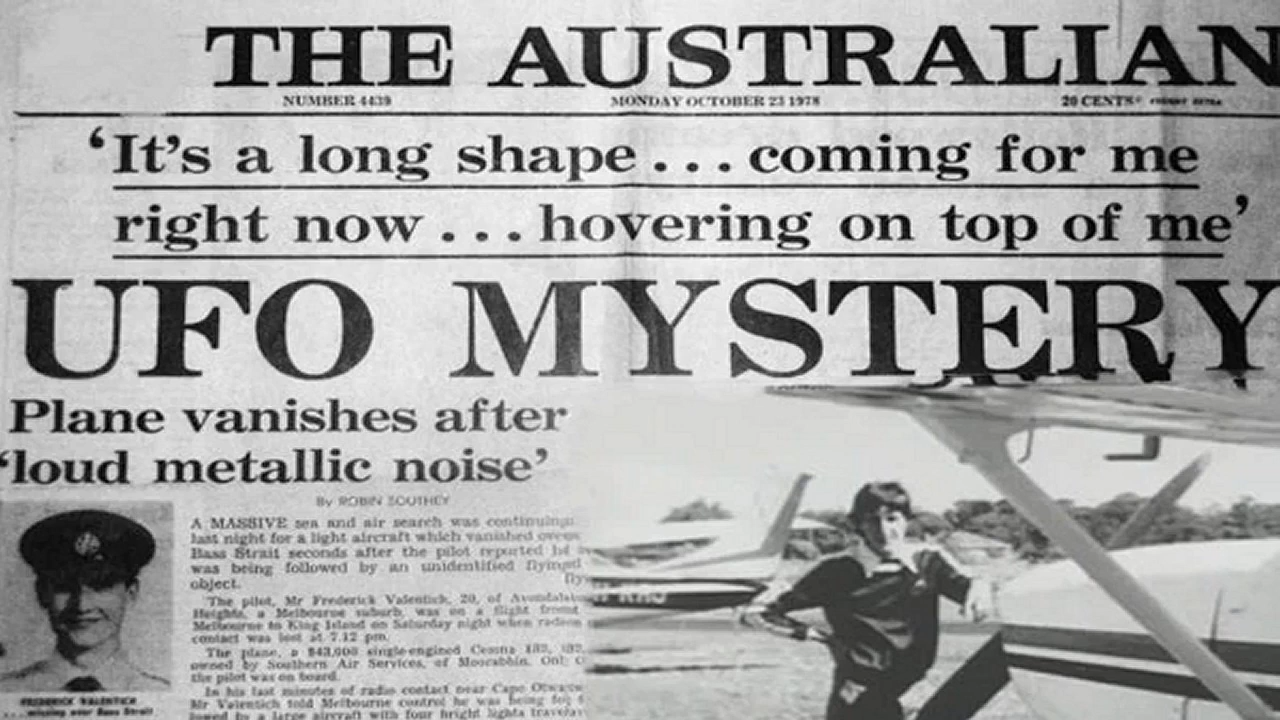 THE AUSTRALIAN
NUMBER 4439 MONDAY OCTOBER 23 1978 20 CENTS*
‘It’s a long shape . . . coming for me
right now . . . hovering on top of me’
UFO MYSTERY
Plane vanishes after
‘loud metallic noise’
By ROBIN SOUTHEY
A MASSIVE sea and air search was continuing
last night for a light aircraft which vanished over
Bass Strait seconds after the pilot reported
was being followed by an unidentified flying
object.
The pilot, Mr Frederick Valentich, 20, of Avondale
Heights, a Melbourne suburb, was on a flight from
Melbourne to King Island on Saturday night when radio
contact was lost at 7.12 pm.
The plane, a $43,000 single-engined Cessna 182,
owned by Southern Air Services, of Moorabbin.
the pilot was on board.
In his last minutes of radio contact near Cape Otway
Mr Valentich told Melbourne control he was being
lowed by a large aircraft with four bright lights
FREDERICK VALENTICH
. . . missing over Bass Strait